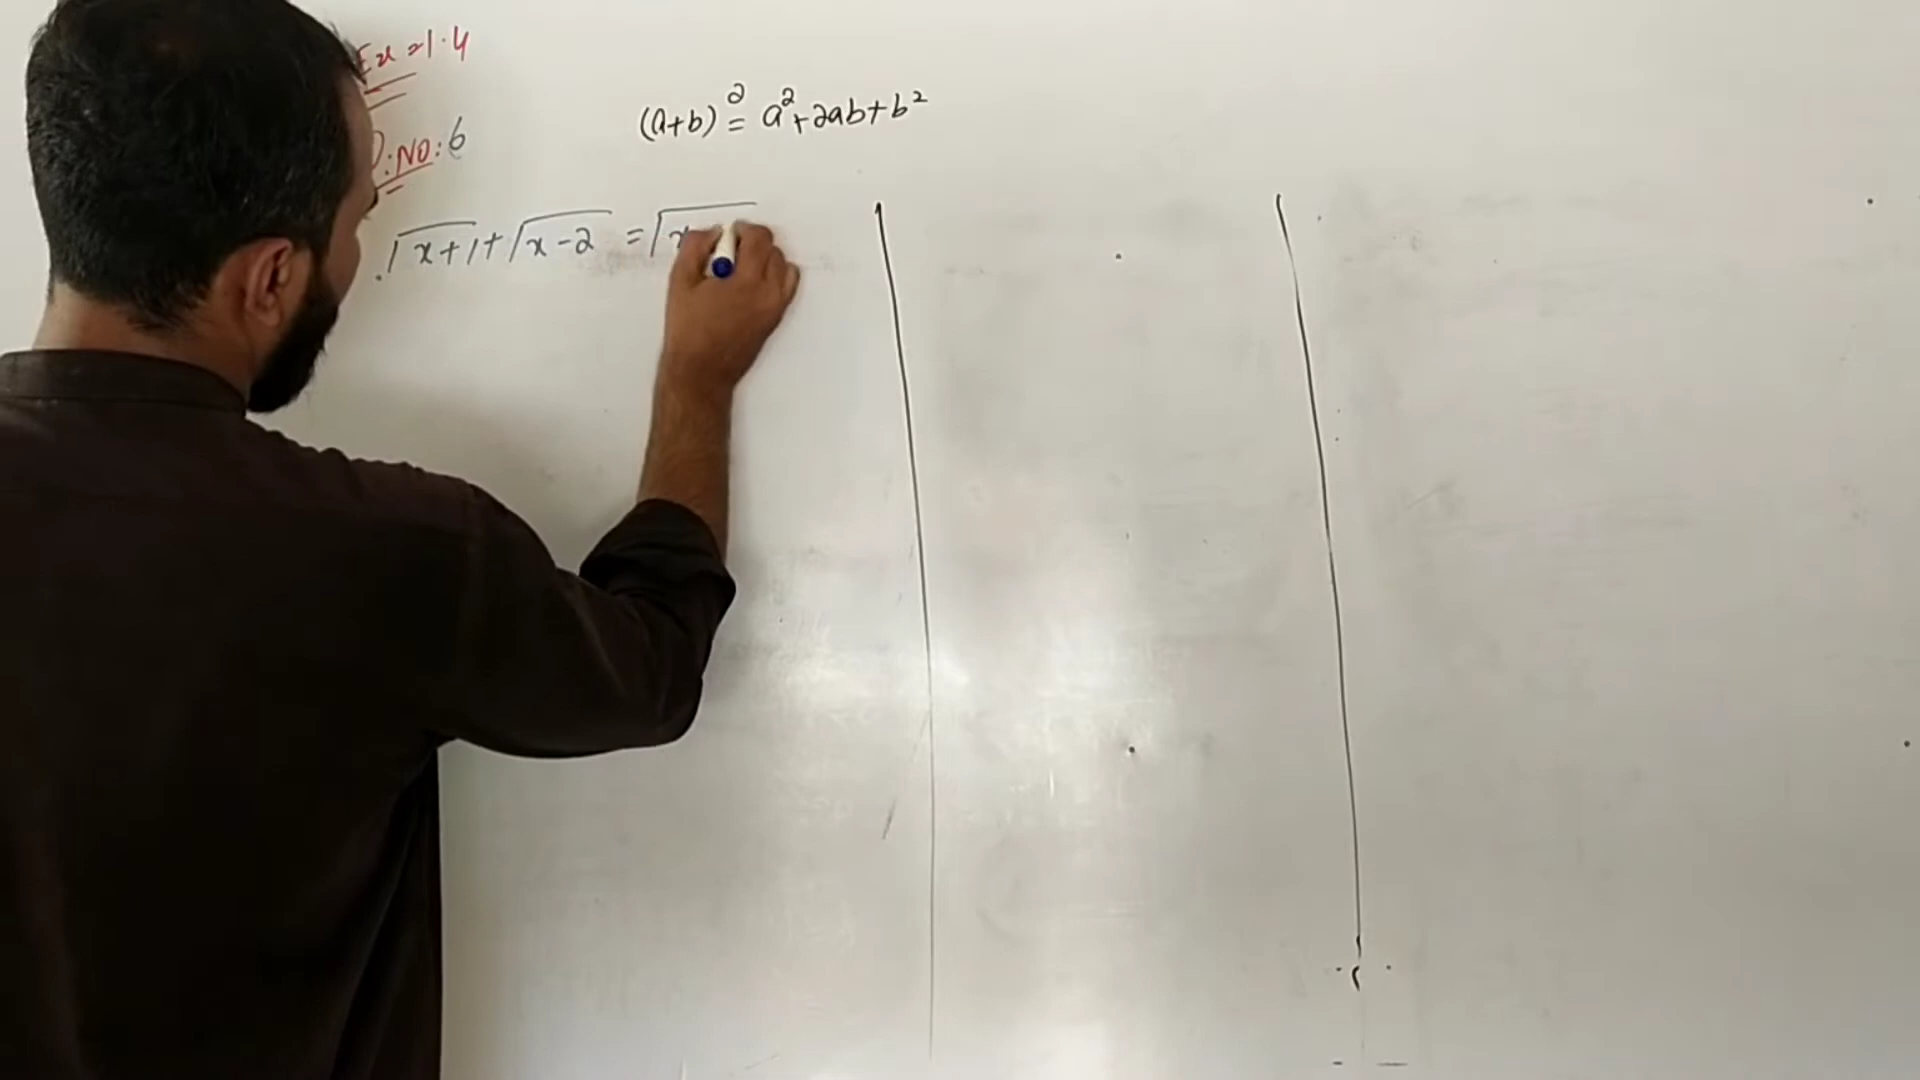 Ex=1.4
Q:NO:6
(a+b)²=a²+2ab+b²
√x+1+√x-2=√x